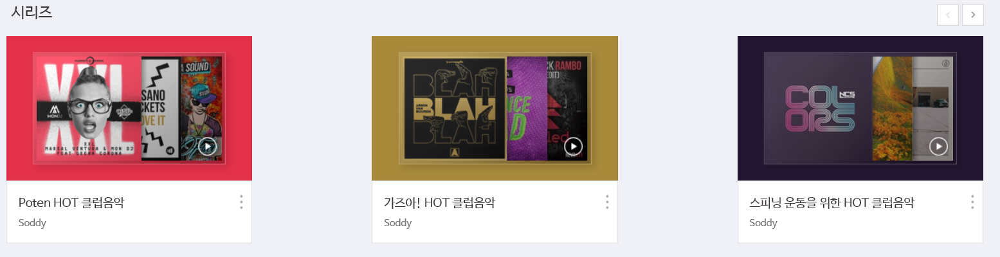 시리즈
XXL
MON DJ
XXL
MARSAL VENTURA & MON DJ
FEAT GEENA CORONA
SANO
CKETS
OVE IT
A SOUND
Poten HOT 클럽음악
Soddy
BLAH
ARMIN
VAN
BUUREN
BLAH
BLAH
A
NCE
D
CK RAMBO
EDIT)
led
가즈아! HOT 클럽음악
Soddy
COL
ORS
NCS
스피닝 운동을 위한 HOT 클럽음악
Soddy